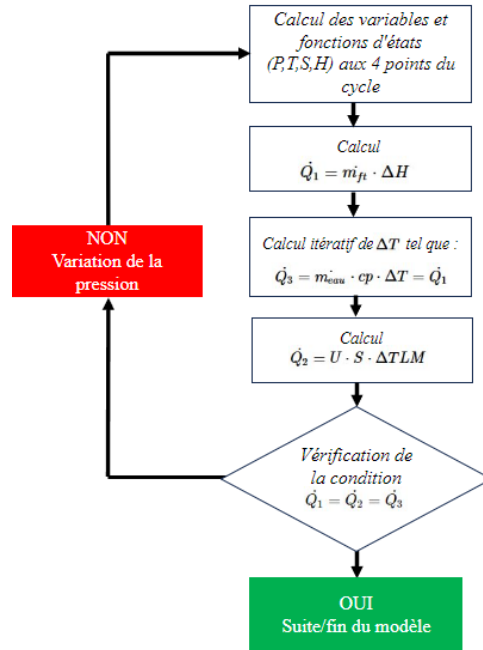 Calcul des variables et
fonctions d'états
(P,T,S,H) aux 4 points du
cycle
Calcul
Q̇₁ = ṁ_ft · ΔH
NON
Variation de la
pression
Calcul itératif de ΔT tel que :
Q̇₃ = ṁ_eau · cp · ΔT = Q̇₁
Calcul
Q̇₂ = U · S · ΔTLM
Vérification de
la condition
Q̇₁ = Q̇₂ = Q̇₃
OUI
Suite/fin du modèle